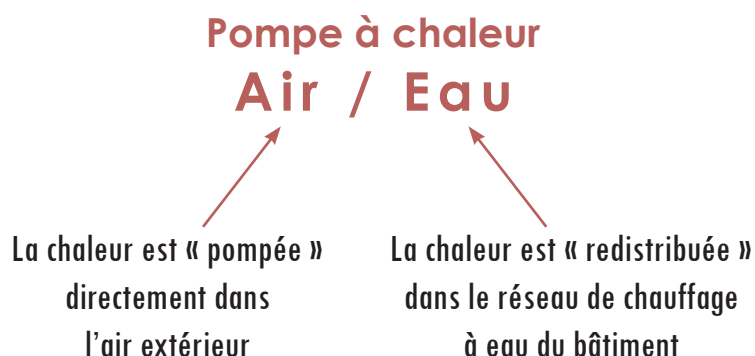 Pompe à chaleur
Air / Eau
La chaleur est « pompée »
directement dans
l'air extérieur
La chaleur est « redistribuée »
dans le réseau de chauffage
à eau du bâtiment